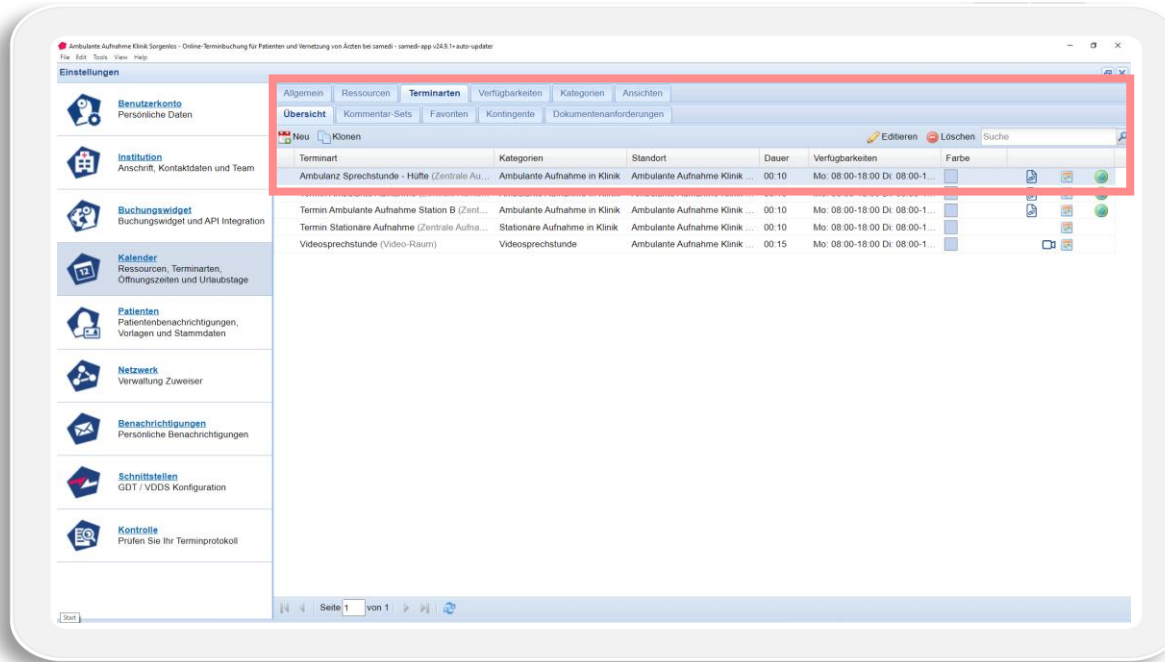 Ambulante Aufnahme Klinik Sorgenlos - Online-Terminbuchung für Patienten und Vernetzung von Ärzten bei samedi - samedi-app v24.9.1+auto-updater
File Edit Tools View Help
Einstellungen
Benutzerkonto
Persönliche Daten
Institution
Anschrift, Kontaktdaten und Team
Buchungswidget
Buchungswidget und API Integration
Kalender
Ressourcen, Terminarten,
Öffnungszeiten und Urlaubstage
Patienten
Patientenbenachrichtigungen,
Vorlagen und Stammdaten
Netzwerk
Verwaltung Zuweiser
Benachrichtigungen
Persönliche Benachrichtigungen
Schnittstellen
GDT / VDDS Konfiguration
Kontrolle
Prüfen Sie Ihr Terminprotokoll
Start
Allgemein Ressourcen Terminarten Verfügbarkeiten Kategorien Ansichten
Übersicht Kommentar-Sets Favoriten Kontingente Dokumentenanforderungen
Neu Klonen Editieren Löschen Suche
Terminart Kategorien Standort Dauer Verfügbarkeiten Farbe
Ambulanz Sprechstunde - Hüfte (Zentrale Au... Ambulante Aufnahme in Klinik Ambulante Aufnahme Klinik ... 00:10 Mo: 08:00-18:00 Di: 08:00-1...
Termin Ambulante Aufnahme Station B (Zent... Ambulante Aufnahme in Klinik Ambulante Aufnahme Klinik ... 00:10 Mo: 08:00-18:00 Di: 08:00-1...
Termin Stationäre Aufnahme (Zentrale Aufna... Stationäre Aufnahme in Klinik Ambulante Aufnahme Klinik ... 00:10 Mo: 08:00-18:00 Di: 08:00-1...
Videosprechstunde (Video-Raum) Videosprechstunde Ambulante Aufnahme Klinik ... 00:15 Mo: 08:00-18:00 Di: 08:00-1...
Seite 1 von 1